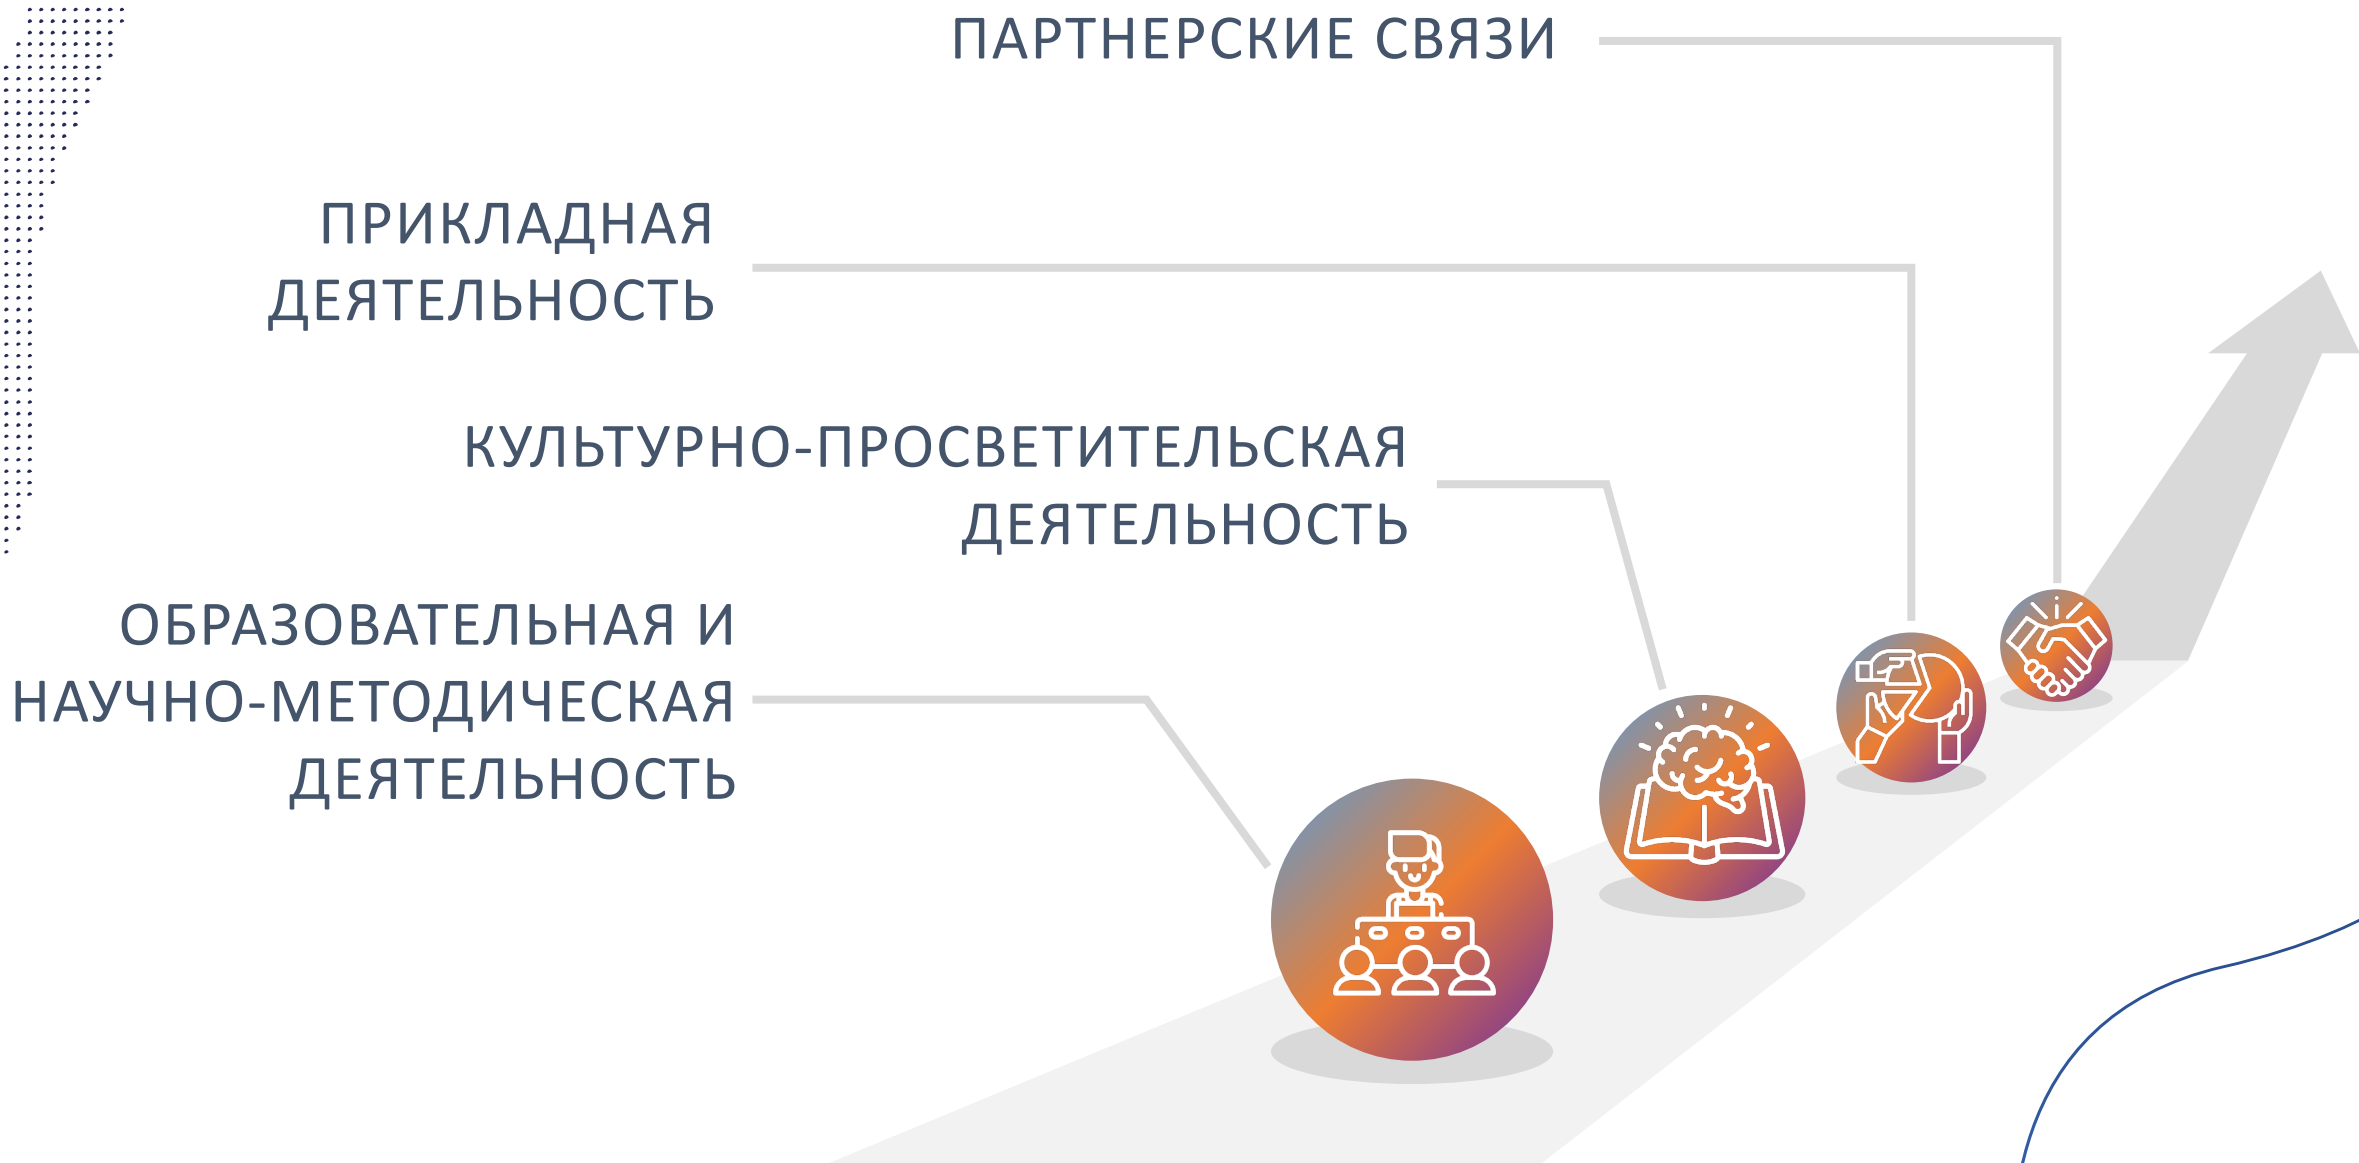 ПАРТНЕРСКИЕ СВЯЗИ
ПРИКЛАДНАЯ
ДЕЯТЕЛЬНОСТЬ
КУЛЬТУРНО-ПРОСВЕТИТЕЛЬСКАЯ
ДЕЯТЕЛЬНОСТЬ
ОБРАЗОВАТЕЛЬНАЯ И
НАУЧНО-МЕТОДИЧЕСКАЯ
ДЕЯТЕЛЬНОСТЬ